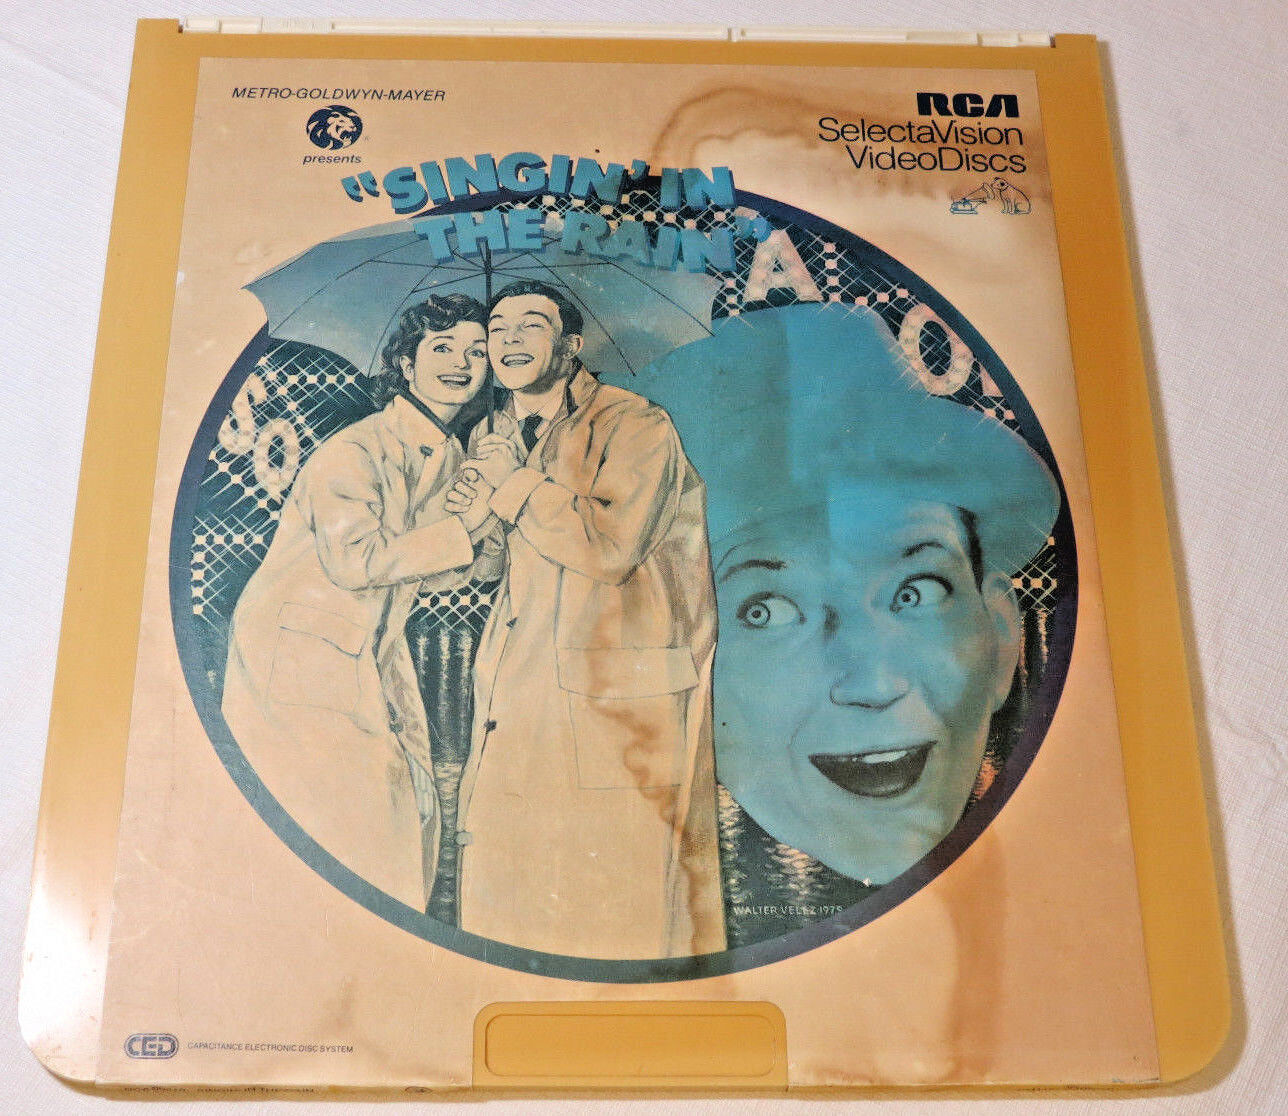 METRO-GOLDWYN-MAYER
presents
"SINGIN' IN
THE RAIN"
RCA
SelectaVision
VideoDiscs
WALTER VELEZ 1975
CED
CAPACITANCE ELECTRONIC DISC SYSTEM